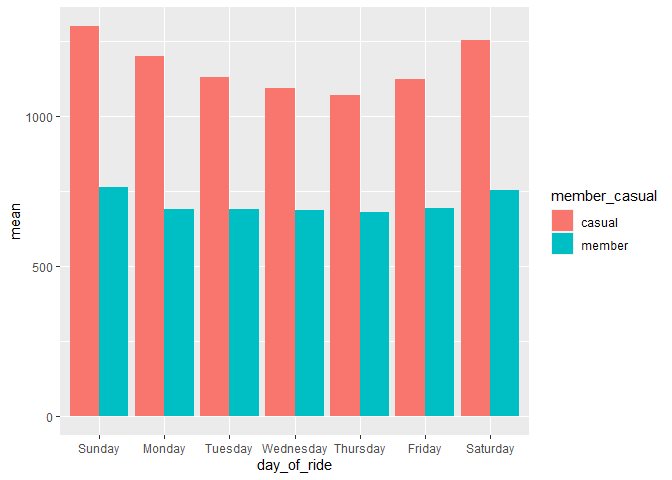 mean
1000
500
0
Sunday Monday Tuesday Wednesday Thursday Friday Saturday
day_of_ride
member_casual
casual
member